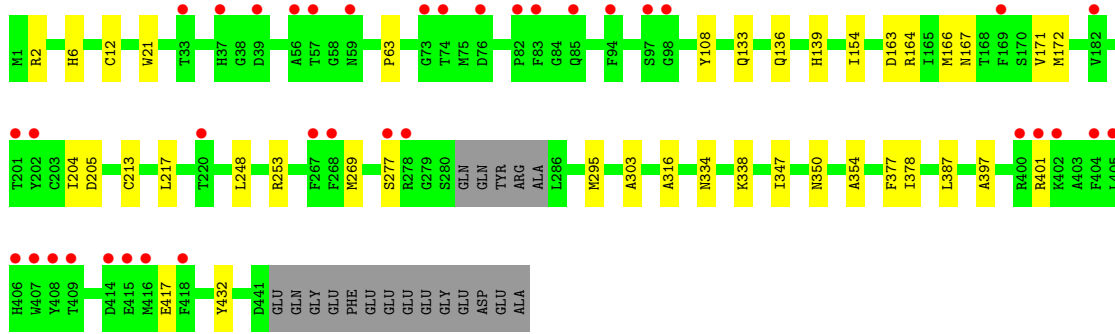 M1 R2 H6 C12 W21 T33 H37 G38 D39 A56 T57 G58 N59 P63 G73 T74 M75 D76 P82 F83 G84 Q85 F94 S97 G98 Y108 Q133 Q136 H139 I154 D163 R164 I165 M166 N167 T168 F169 S170 V171 M172 V182
T201 Y202 C203 I204 D205 C213 L217 T220 L248 R253 F267 F268 M269 S277 R278 G279 S280 GLN GLN TYR ARG ALA L286 M295 A303 A316 N334 K338 I347 N350 A354 F377 I378 L387 A397 R400 R401 K402 A403 F404 L405
H406 W407 Y408 T409 D414 E415 M416 E417 F418 Y432 D441 GLU GLN GLY GLU PHE GLU GLU GLU GLU GLY GLU ASP GLU ALA